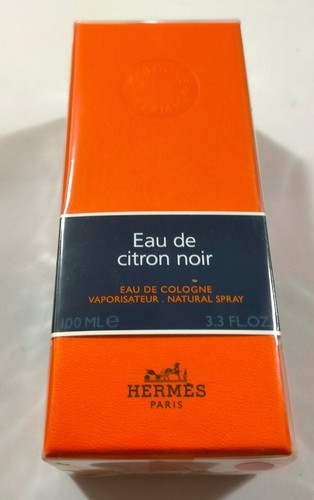 Eau de
citron noir
EAU DE COLOGNE
VAPORISATEUR . NATURAL SPRAY
100 ML ℮ 3.3 FL.OZ
HERMÈS
PARIS